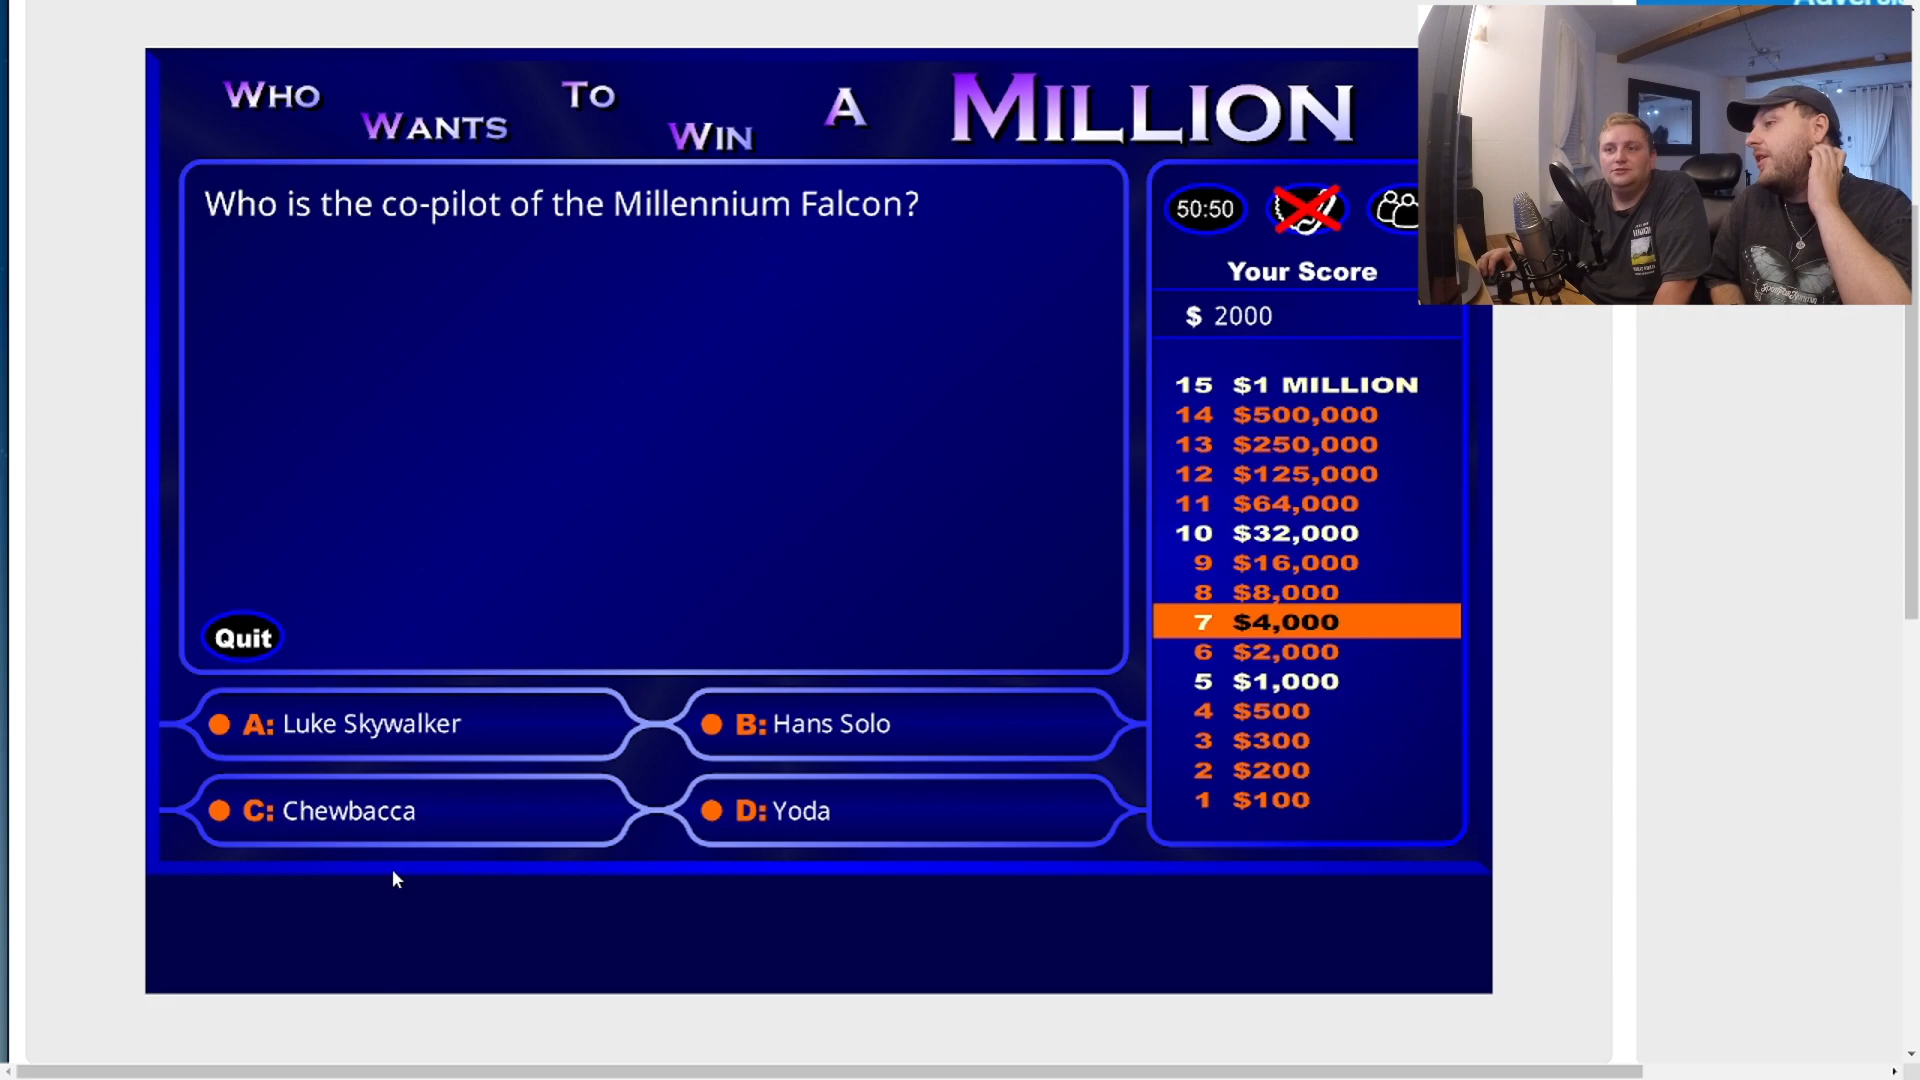 WHO WANTS TO WIN A MILLION
Who is the co-pilot of the Millennium Falcon?
50:50
Your Score
$ 2000
15 $1 MILLION
14 $500,000
13 $250,000
12 $125,000
11 $64,000
10 $32,000
9 $16,000
8 $8,000
7 $4,000
6 $2,000
5 $1,000
4 $500
3 $300
2 $200
1 $100
Quit
A: Luke Skywalker
B: Hans Solo
C: Chewbacca
D: Yoda